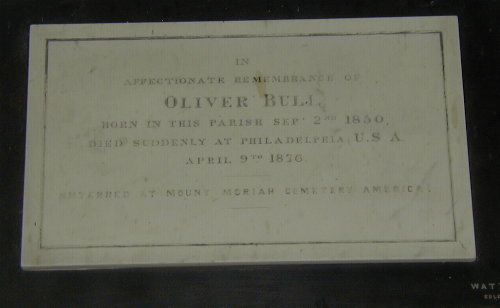 IN
AFFECTIONATE REMEMBRANCE OF
OLIVER BULL,
BORN IN THIS PARISH SEPT 2ND 1850,
DIED SUDDENLY AT PHILADELPHIA, U.S.A.
APRIL 9TH 1876.
INTERRED AT MOUNT MORIAH CEMETERY AMERICA.
WAT